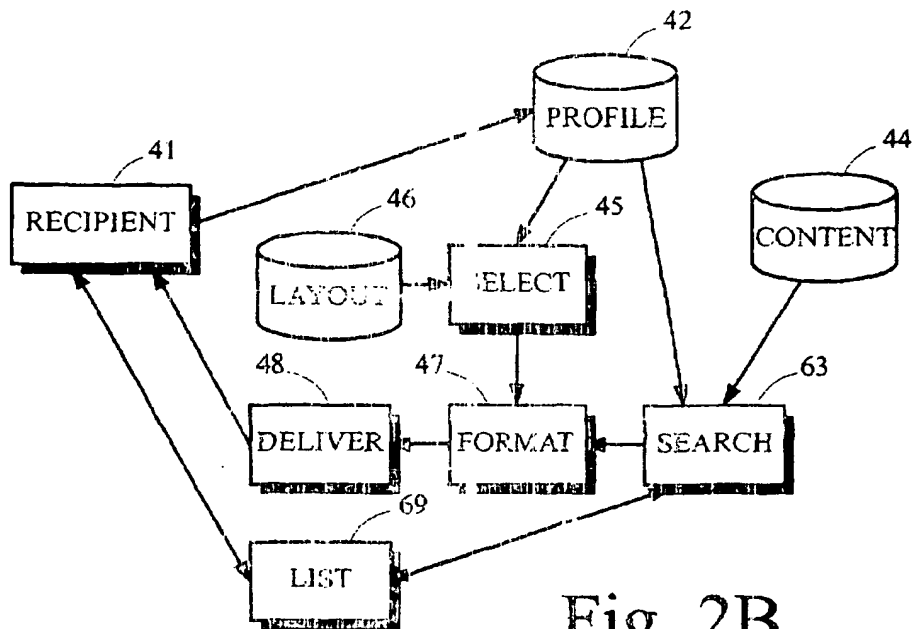 42
PROFILE
41
RECIPIENT
44
CONTENT
46
LAYOUT
45
SELECT
48
DELIVER
47
FORMAT
63
SEARCH
69
LIST
Fig. 2B